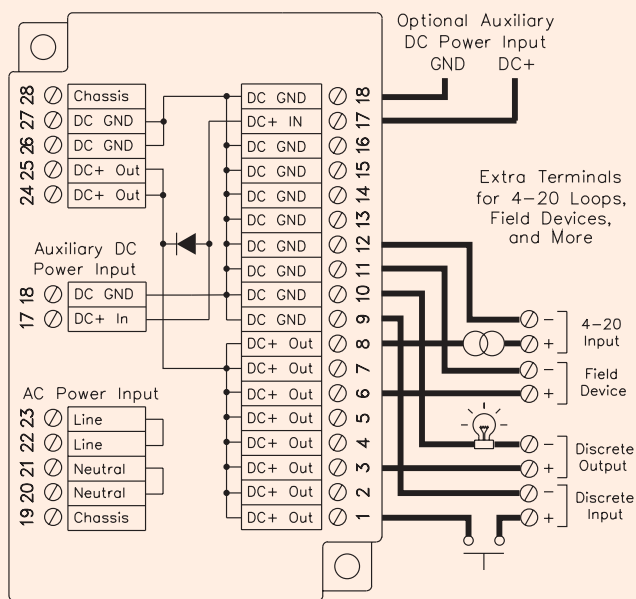 Optional Auxiliary
DC Power Input
GND DC+
28 Chassis
27 DC GND
26 DC GND
25 DC+ Out
24 DC+ Out
Auxiliary DC
Power Input
18 DC GND
17 DC+ In
AC Power Input
23 Line
22 Line
21 Neutral
20 Neutral
19 Chassis
DC GND 18
DC+ IN 17
DC GND 16
DC GND 15
DC GND 14
DC GND 13
DC GND 12
DC GND 11
DC GND 10
DC GND 9
DC+ Out 8
DC+ Out 7
DC+ Out 6
DC+ Out 5
DC+ Out 4
DC+ Out 3
DC+ Out 2
DC+ Out 1
Extra Terminals
for 4-20 Loops,
Field Devices,
and More
- 4-20
+ Input
- Field
+ Device
- Discrete
+ Output
- Discrete
+ Input